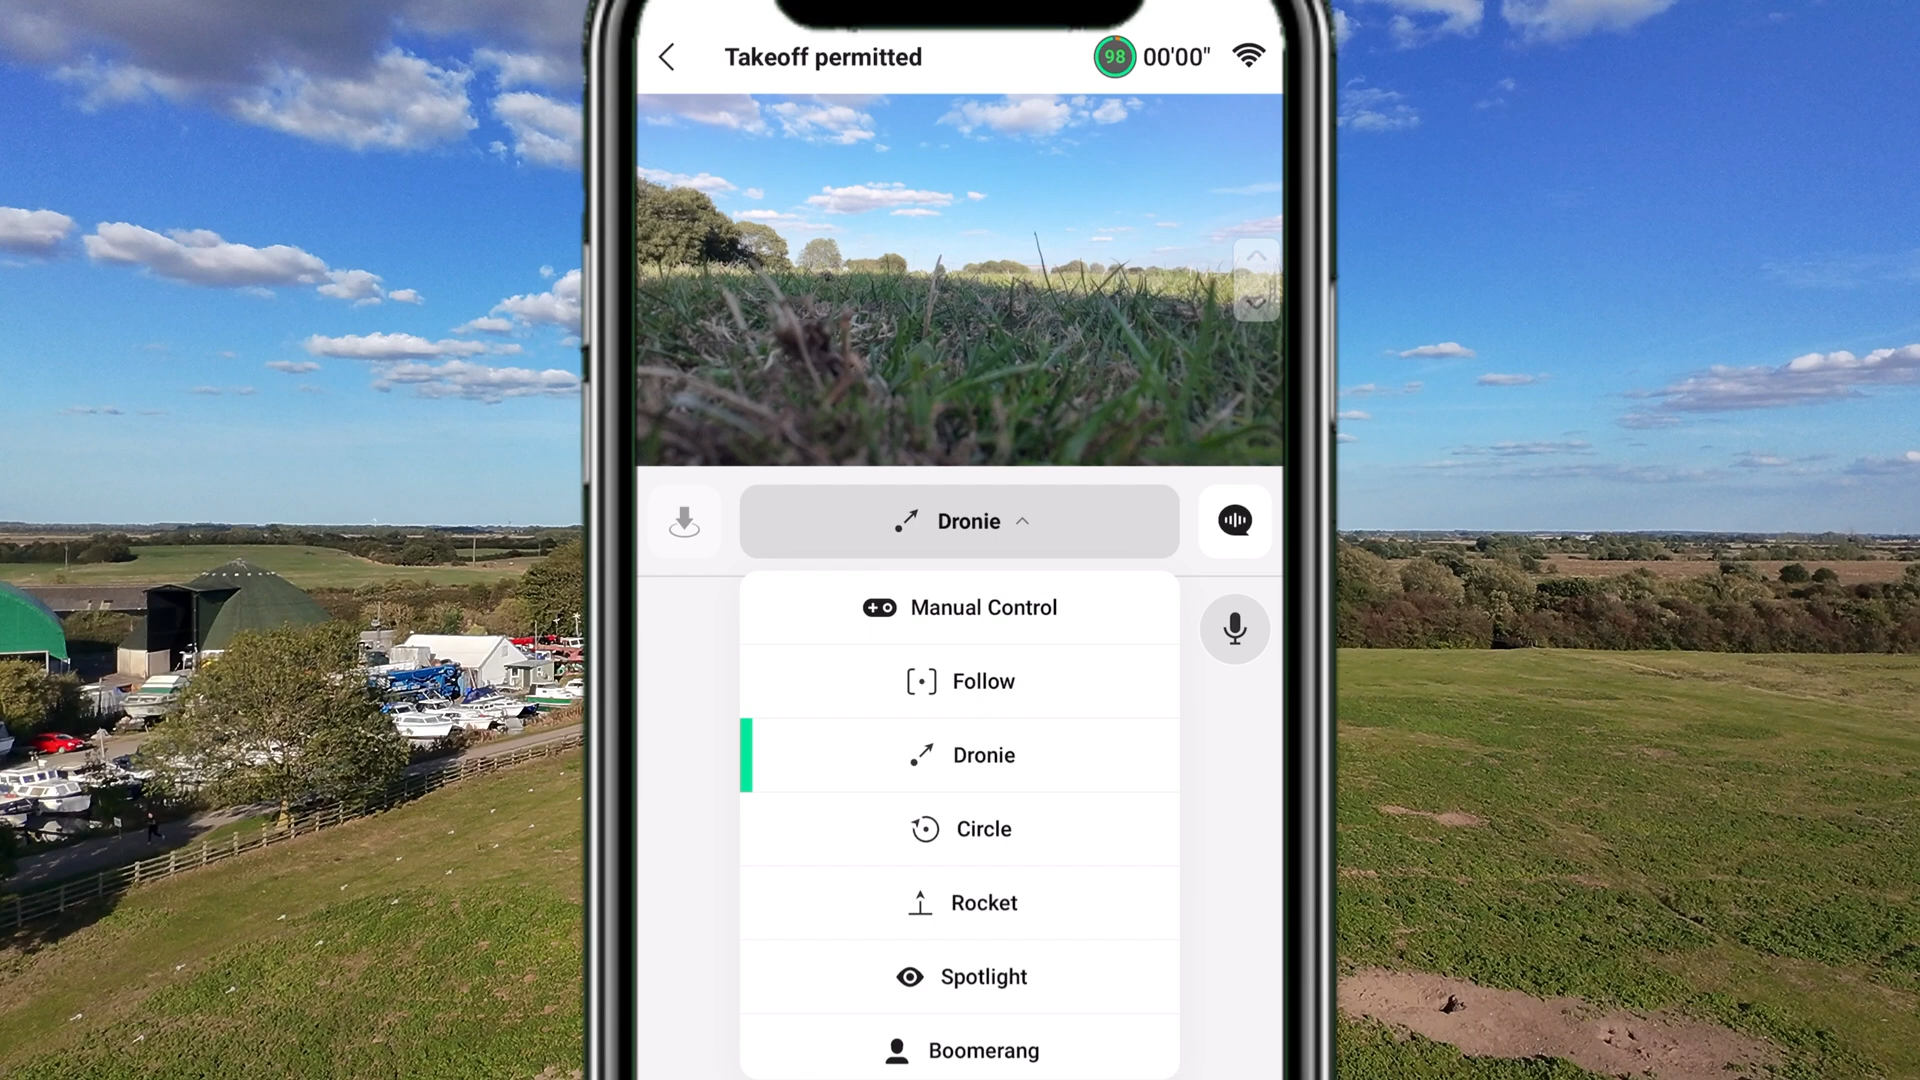 Takeoff permitted 98 00'00"
Dronie
Manual Control
Follow
Dronie
Circle
Rocket
Spotlight
Boomerang